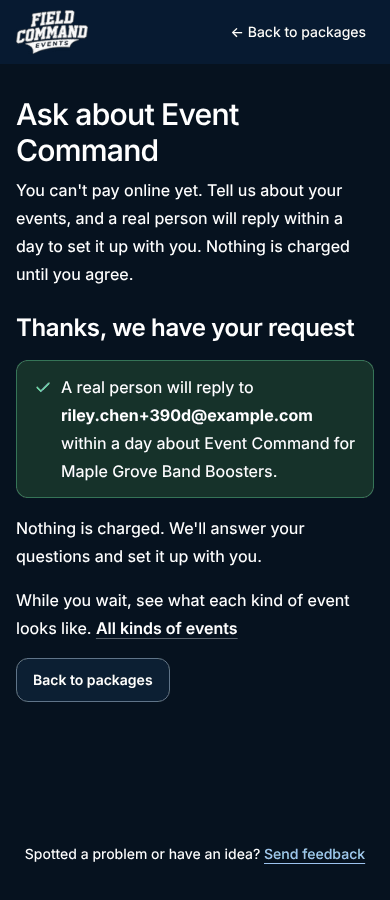 FIELD
COMMAND
EVENTS
← Back to packages
Ask about Event
Command
You can't pay online yet. Tell us about your
events, and a real person will reply within a
day to set it up with you. Nothing is charged
until you agree.
Thanks, we have your request
A real person will reply to
riley.chen+390d@example.com
within a day about Event Command for
Maple Grove Band Boosters.
Nothing is charged. We'll answer your
questions and set it up with you.
While you wait, see what each kind of event
looks like. All kinds of events
Back to packages
Spotted a problem or have an idea? Send feedback